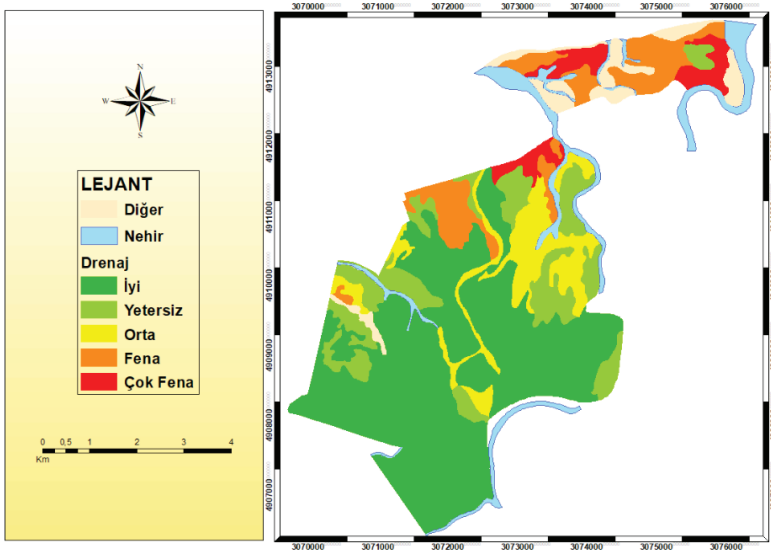 N
W E
S
LEJANT
Diğer
Nehir
Drenaj
İyi
Yetersiz
Orta
Fena
Çok Fena
0 0,5 1 2 3 4
Km
3070000 3071000 3072000 3073000 3074000 3075000 3076000
4913000
4912000
4911000
4910000
4909000
4908000
4907000
3070000 3071000 3072000 3073000 3074000 3075000 3076000